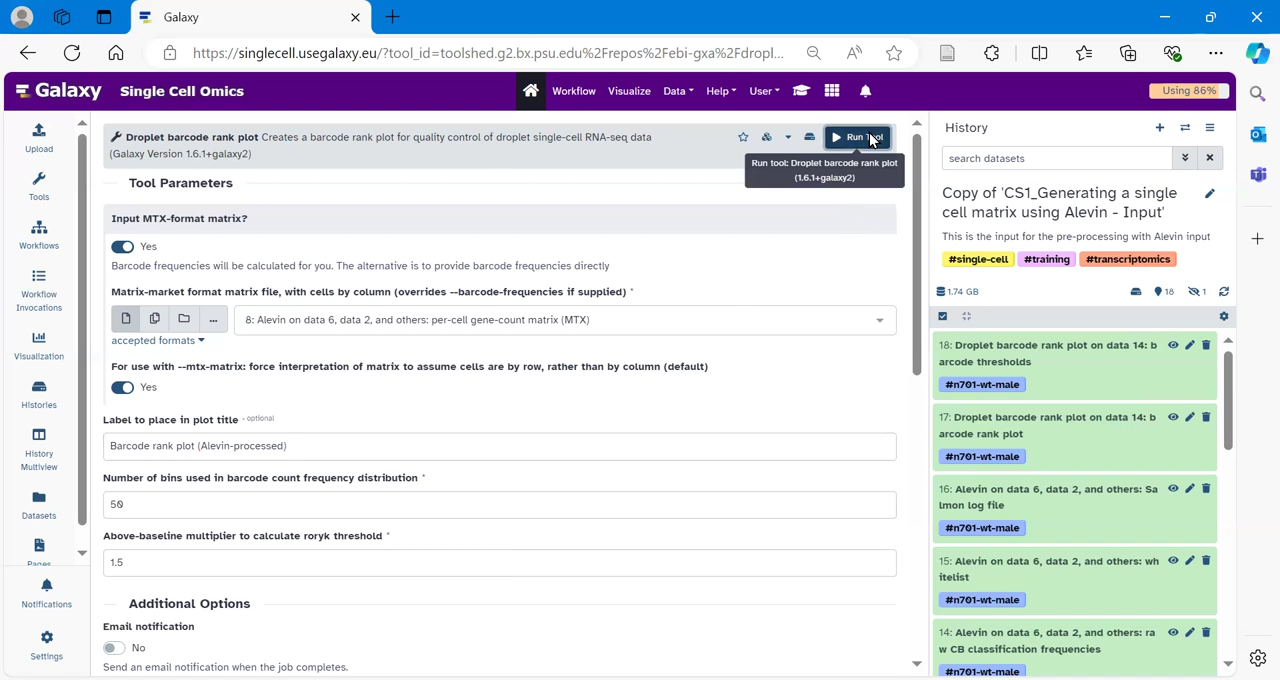 Galaxy
https://singlecell.usegalaxy.eu/?tool_id=toolshed.g2.bx.psu.edu%2Frepos%2Febi-gxa%2Fdropl...
Galaxy
Single Cell Omics
Workflow
Visualize
Data
Help
User
Using 86%
Upload
Tools
Workflows
Workflow
Invocations
Visualization
Histories
History
Multiview
Datasets
Pages
Notifications
Settings
Droplet barcode rank plot Creates a barcode rank plot for quality control of droplet single-cell RNA-seq data
(Galaxy Version 1.6.1+galaxy2)
Run Tool
Run tool: Droplet barcode rank plot
(1.6.1+galaxy2)
Tool Parameters
Input MTX-format matrix?
Yes
Barcode frequencies will be calculated for you. The alternative is to provide barcode frequencies directly
Matrix-market format matrix file, with cells by column (overrides --barcode-frequencies if supplied) *
8: Alevin on data 6, data 2, and others: per-cell gene-count matrix (MTX)
accepted formats
For use with --mtx-matrix: force interpretation of matrix to assume cells are by row, rather than by column (default)
Yes
Label to place in plot title - optional
Barcode rank plot (Alevin-processed)
Number of bins used in barcode count frequency distribution *
50
Above-baseline multiplier to calculate roryk threshold *
1.5
Additional Options
Email notification
No
Send an email notification when the job completes.
History
search datasets
Copy of 'CS1_Generating a single
cell matrix using Alevin - Input'
This is the input for the pre-processing with Alevin input
#single-cell #training #transcriptomics
1.74 GB
18
1
18: Droplet barcode rank plot on data 14: b
arcode thresholds
#n701-wt-male
17: Droplet barcode rank plot on data 14: b
arcode rank plot
#n701-wt-male
16: Alevin on data 6, data 2, and others: Sa
lmon log file
#n701-wt-male
15: Alevin on data 6, data 2, and others: wh
itelist
#n701-wt-male
14: Alevin on data 6, data 2, and others: ra
w CB classification frequencies
#n701-wt-male